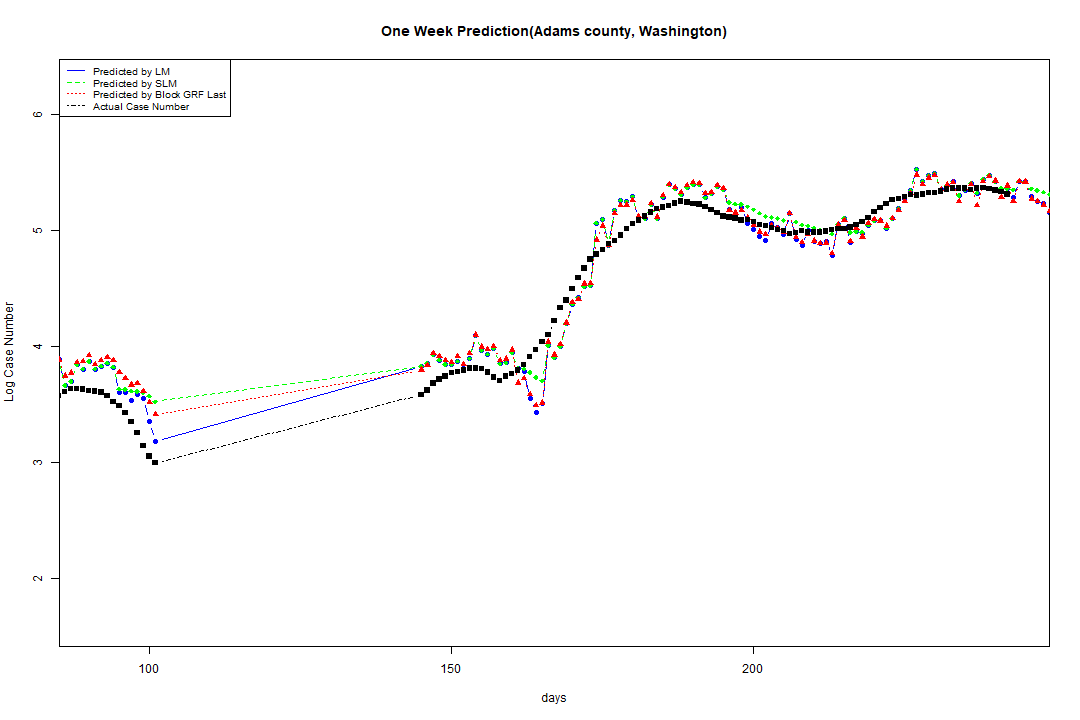 One Week Prediction(Adams county, Washington)
Predicted by LM
Predicted by SLM
Predicted by Block GRF Last
Actual Case Number
6
5
4
3
2
Log Case Number
100 150 200
days